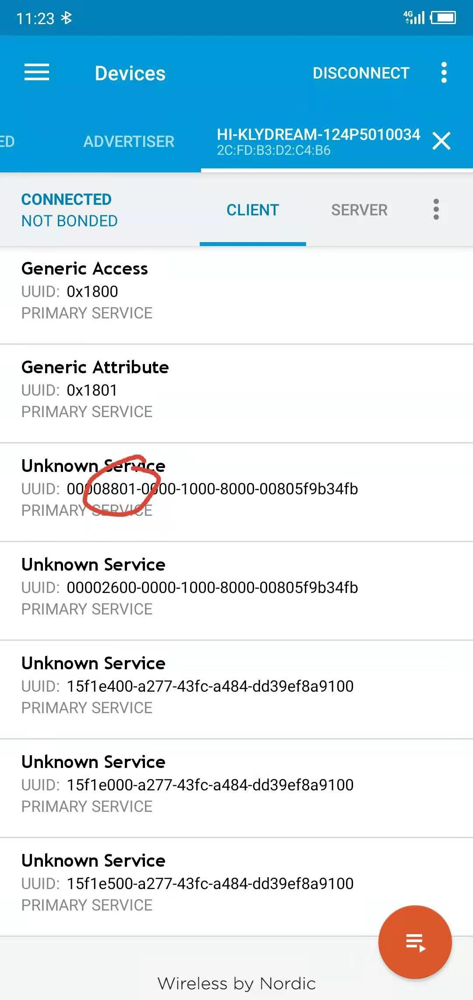 11:23
4G
Devices
DISCONNECT
ED
ADVERTISER
HI-KLYDREAM-124P5010034
2C:FD:B3:D2:C4:B6
CONNECTED
NOT BONDED
CLIENT
SERVER
Generic Access
UUID: 0x1800
PRIMARY SERVICE
Generic Attribute
UUID: 0x1801
PRIMARY SERVICE
Unknown Service
UUID: 00008801-0000-1000-8000-00805f9b34fb
PRIMARY SERVICE
Unknown Service
UUID: 00002600-0000-1000-8000-00805f9b34fb
PRIMARY SERVICE
Unknown Service
UUID: 15f1e400-a277-43fc-a484-dd39ef8a9100
PRIMARY SERVICE
Unknown Service
UUID: 15f1e000-a277-43fc-a484-dd39ef8a9100
PRIMARY SERVICE
Unknown Service
UUID: 15f1e500-a277-43fc-a484-dd39ef8a9100
PRIMARY SERVICE
Wireless by Nordic